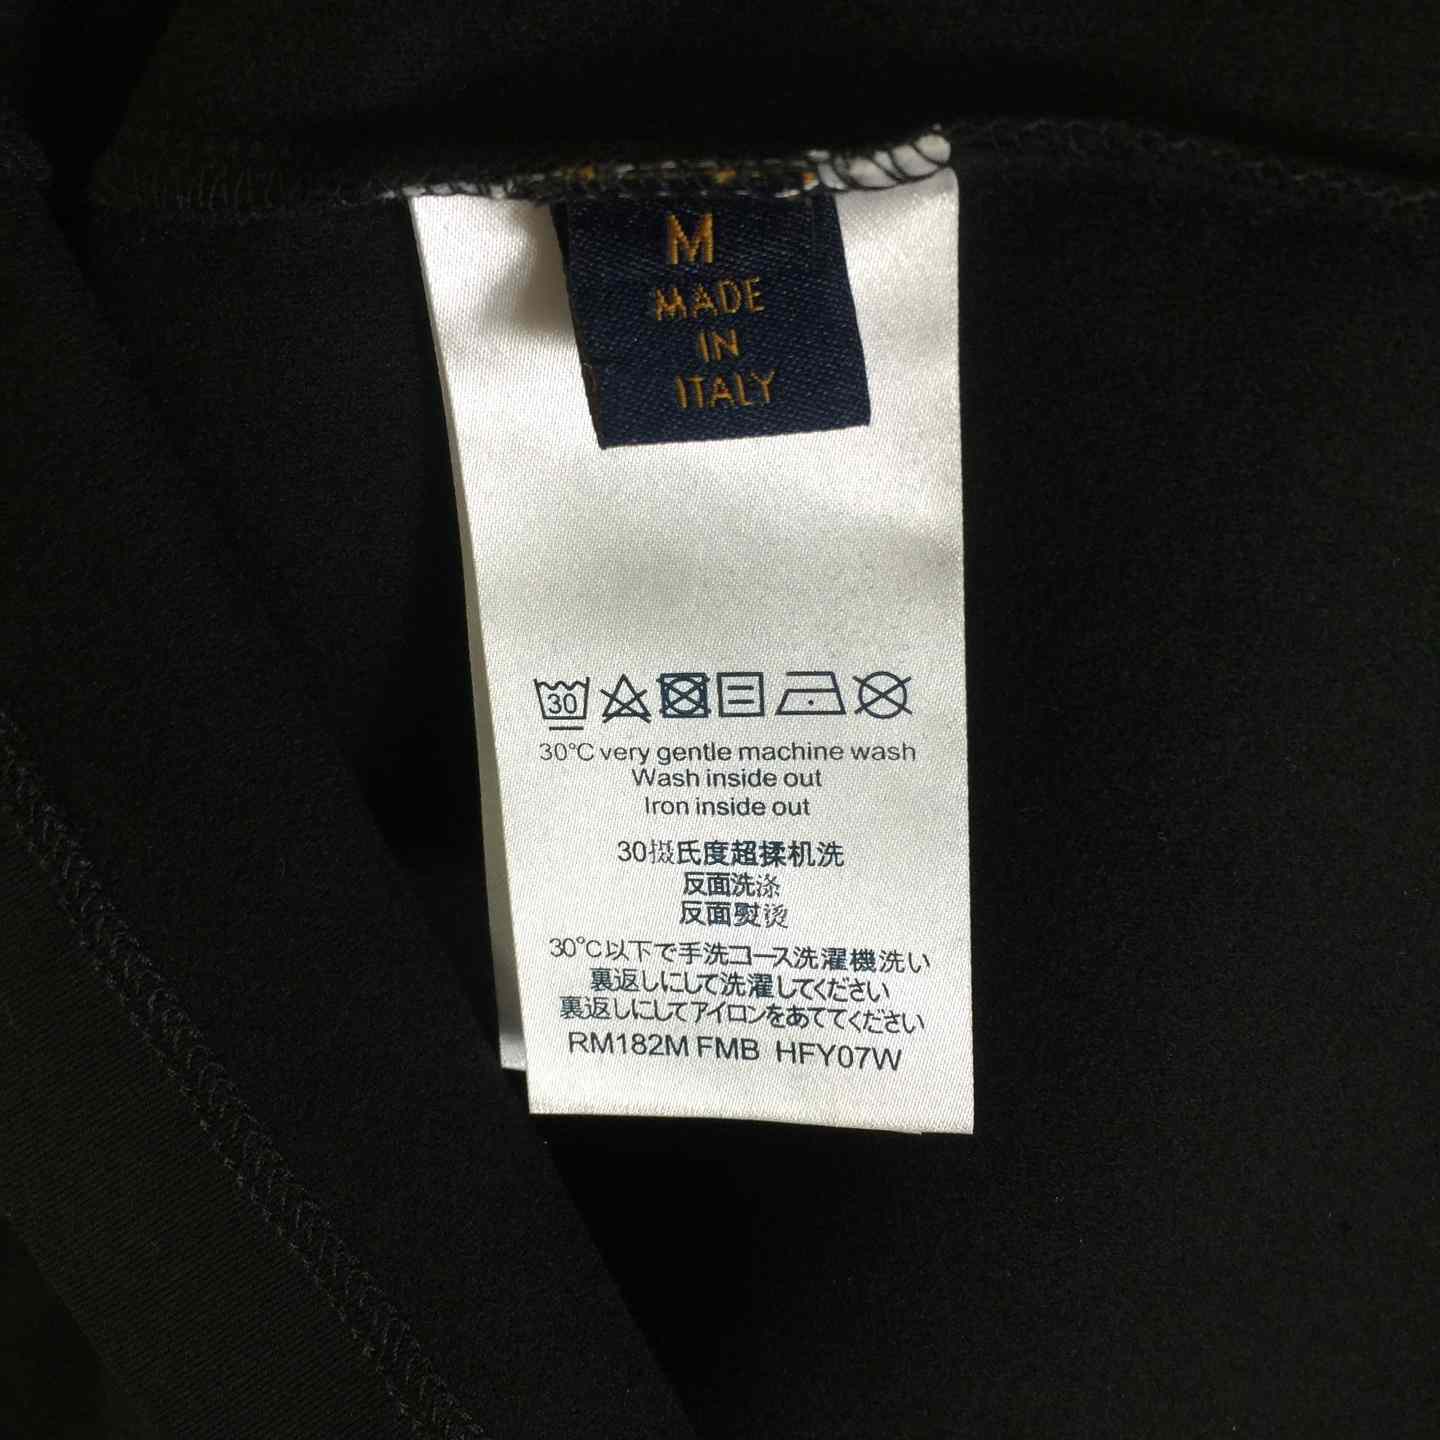 M
MADE
IN
ITALY
30
30°C very gentle machine wash
Wash inside out
Iron inside out
30摄氏度超揉机洗
反面洗涤
反面熨烫
30°C以下で手洗コース洗濯機洗い
裏返しにして洗濯してください
裏返しにしてアイロンをあててください
RM182M FMB HFY07W